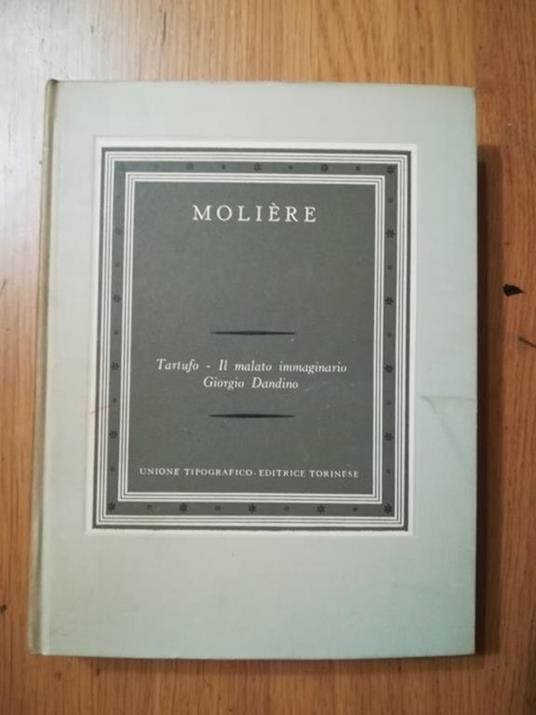 MOLIÈRE
Tartufo - Il malato immaginario
Giorgio Dandino
UNIONE TIPOGRAFICO-EDITRICE TORINESE